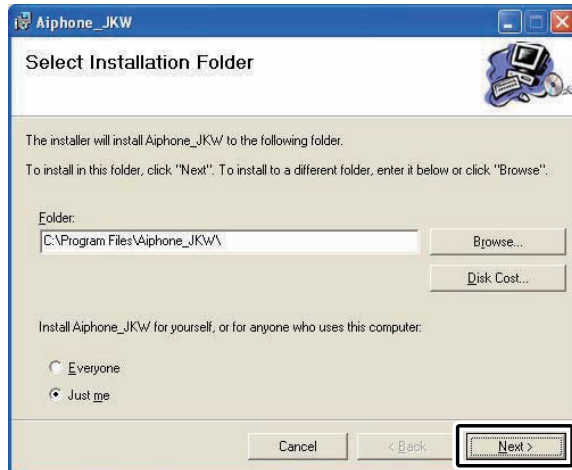 Aiphone_JKW
Select Installation Folder
The installer will install Aiphone_JKW to the following folder.
To install in this folder, click "Next". To install to a different folder, enter it below or click "Browse".
Folder:
C:\Program Files\Aiphone_JKW\
Browse...
Disk Cost...
Install Aiphone_JKW for yourself, or for anyone who uses this computer:
Everyone
Just me
Cancel
< Back
Next >